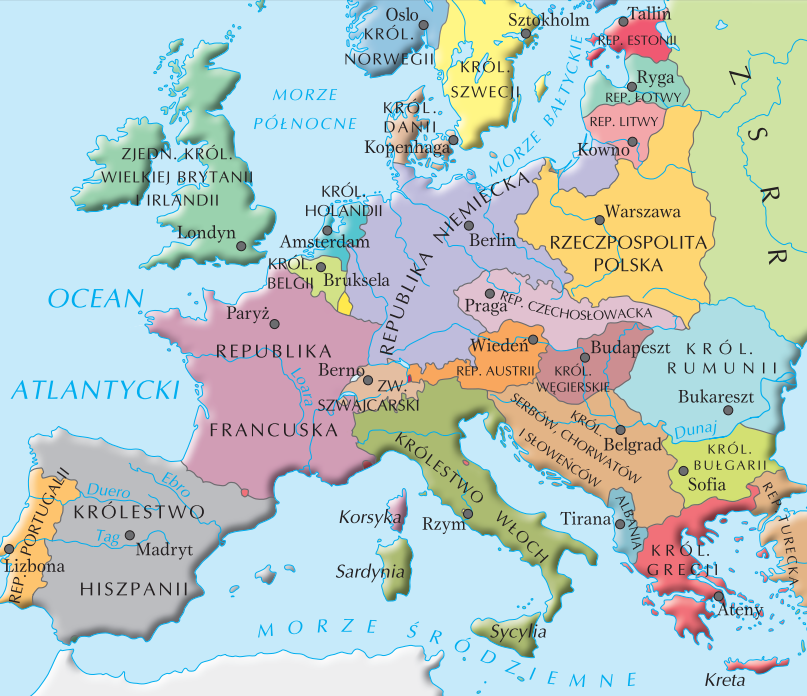 Oslo
KRÓL.
NORWEGII
Sztokholm
KRÓL.
SZWECJI
Tallin
REP. ESTONII
Ryga
REP. ŁOTWY
REP. LITWY
Kowno
Z S R R
MORZE
PÓŁNOCNE
MORZE BAŁTYCKIE
KRÓL.
DANII
Kopenhaga
ZJEDN. KRÓL.
WIELKIEJ BRYTANII
I IRLANDII
Londyn
KRÓL.
HOLANDII
Amsterdam
KRÓL.
BELGII
Bruksela
REPUBLIKA NIEMIECKA
Berlin
Warszawa
RZECZPOSPOLITA
POLSKA
OCEAN
ATLANTYCKI
Paryż
REPUBLIKA
FRANCUSKA
Loara
Praga
REP. CZECHOSŁOWACKA
Wiedeń
REP. AUSTRII
Budapeszt
KRÓL.
WĘGIERSKIE
Berno
ZW.
SZWAJCARSKI
KRÓL.
RUMUNII
Bukareszt
Dunaj
KRÓL.
SERBÓW, CHORWATÓW
I SŁOWEŃCÓW
Belgrad
KRÓL.
BUŁGARII
Sofia
KRÓLESTWO WŁOCH
Rzym
Korsyka
Sardynia
Sycylia
Tirana
ALBANIA
KRÓL.
GRECJI
Ateny
Kreta
REP. TURECKA
REP. PORTUGALII
Lizbona
Duero
Ebro
KRÓLESTWO
Tag
Madryt
HISZPANII
MORZE ŚRÓDZIEMNE